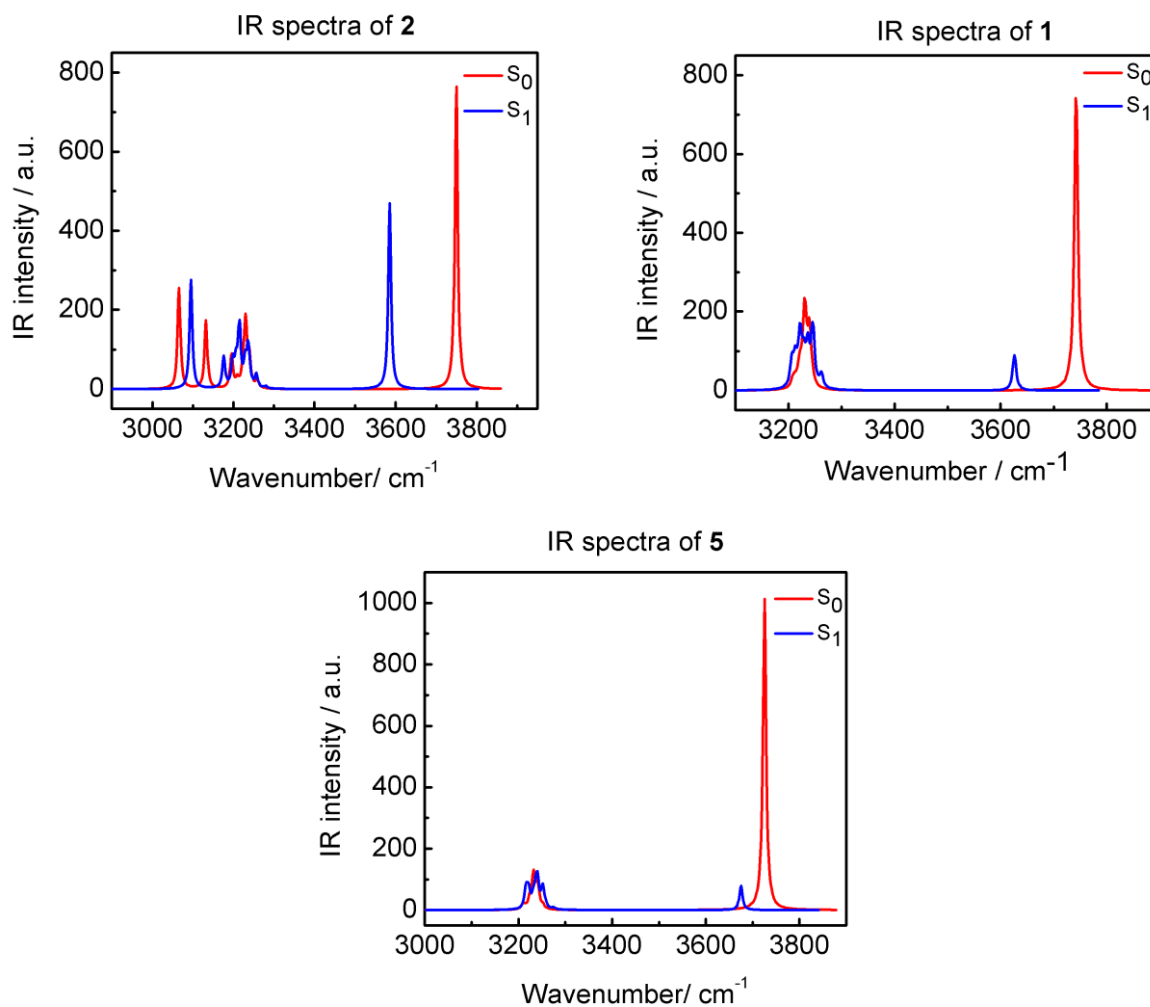 IR spectra of 2
S0
S1
800
600
400
200
0
IR intensity / a.u.
3000 3200 3400 3600 3800
Wavenumber/ cm-1
IR spectra of 1
S0
S1
800
600
400
200
0
IR intensity / a.u.
3200 3400 3600 3800
Wavenumber / cm-1
IR spectra of 5
S0
S1
1000
800
600
400
200
0
IR intensity / a.u.
3000 3200 3400 3600 3800
Wavenumber/ cm-1